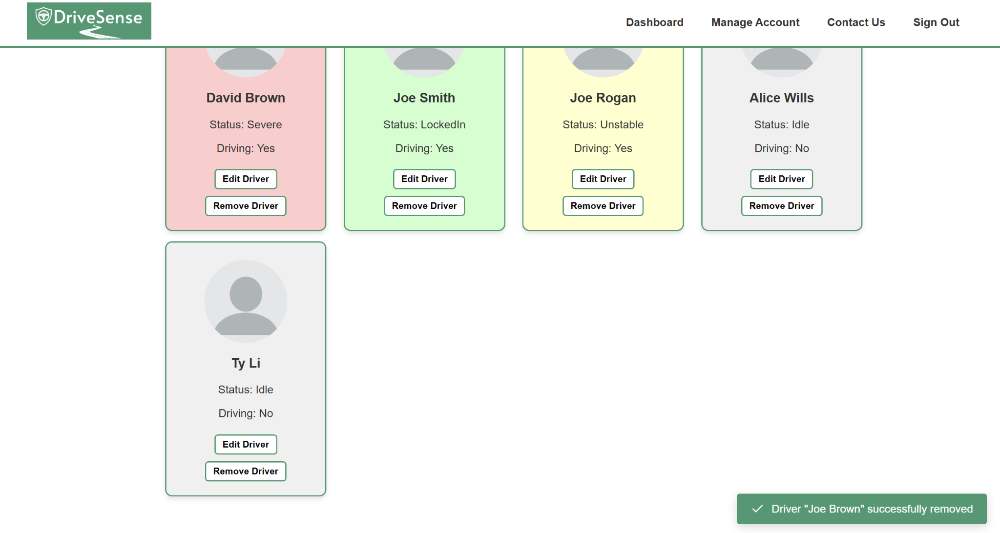 DriveSense
Dashboard Manage Account Contact Us Sign Out
David Brown
Status: Severe
Driving: Yes
Edit Driver
Remove Driver
Joe Smith
Status: LockedIn
Driving: Yes
Edit Driver
Remove Driver
Joe Rogan
Status: Unstable
Driving: Yes
Edit Driver
Remove Driver
Alice Wills
Status: Idle
Driving: No
Edit Driver
Remove Driver
Ty Li
Status: Idle
Driving: No
Edit Driver
Remove Driver
Driver "Joe Brown" successfully removed